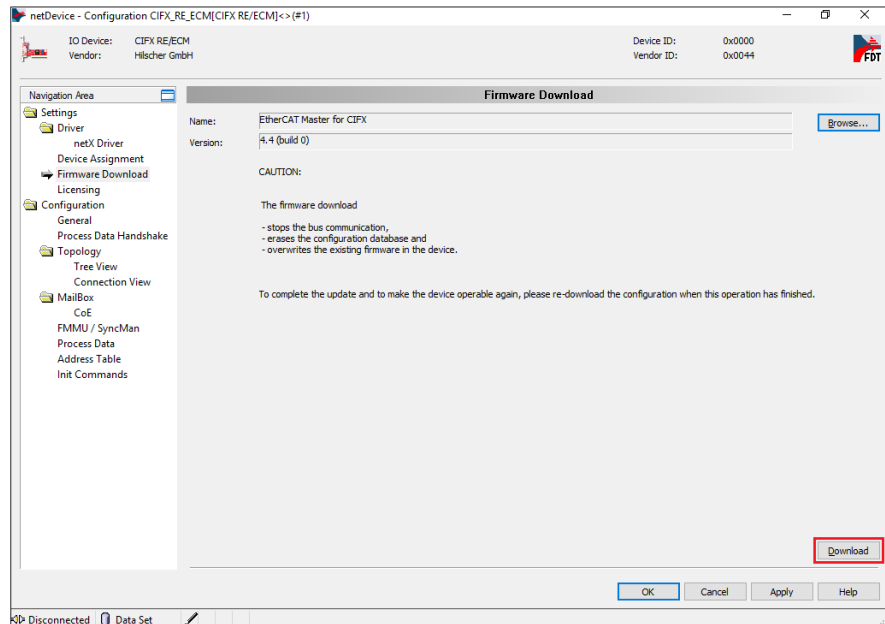 netDevice - Configuration CIFX_RE_ECM[CIFX RE/ECM]<>(#1)
IO Device: CIFX RE/ECM Device ID: 0x0000
Vendor: Hilscher GmbH Vendor ID: 0x0044
FDT
Navigation Area
Firmware Download
Settings
Driver
netX Driver
Device Assignment
Firmware Download
Licensing
Configuration
General
Process Data Handshake
Topology
Tree View
Connection View
MailBox
CoE
FMMU / SyncMan
Process Data
Address Table
Init Commands
Name: EtherCAT Master for CIFX Browse...
Version: 4.4 (build 0)
CAUTION:
The firmware download
- stops the bus communication,
- erases the configuration database and
- overwrites the existing firmware in the device.
To complete the update and to make the device operable again, please re-download the configuration when this operation has finished.
Download
OK Cancel Apply Help
Disconnected Data Set